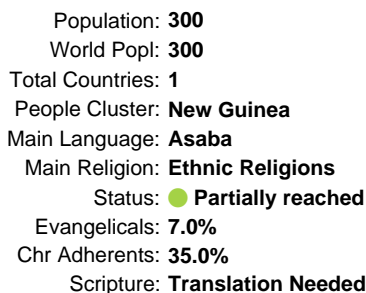 Population: 300
World Popl: 300
Total Countries: 1
People Cluster: New Guinea
Main Language: Asaba
Main Religion: Ethnic Religions
Status: Partially reached
Evangelicals: 7.0%
Chr Adherents: 35.0%
Scripture: Translation Needed